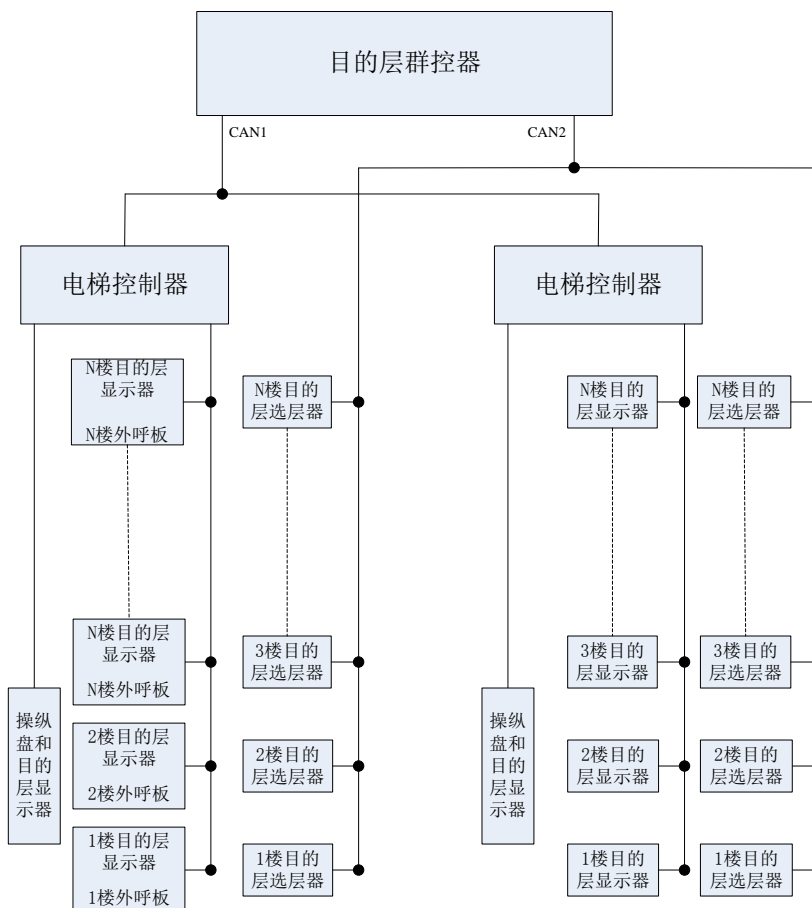 目的层群控器
CAN1
CAN2
电梯控制器
电梯控制器
N楼目的层
显示器
N楼外呼板
N楼目的
层选层器
N楼目的
层显示器
N楼目的
层选层器
N楼目的层
显示器
N楼外呼板
3楼目的
层选层器
3楼目的
层显示器
3楼目的
层选层器
操纵
盘和
目的
层显
示器
2楼目的层
显示器
2楼外呼板
2楼目的
层选层器
操纵
盘和
目的
层显
示器
2楼目的
层显示器
2楼目的
层选层器
1楼目的层
显示器
1楼外呼板
1楼目的
层选层器
1楼目的
层显示器
1楼目的
层选层器